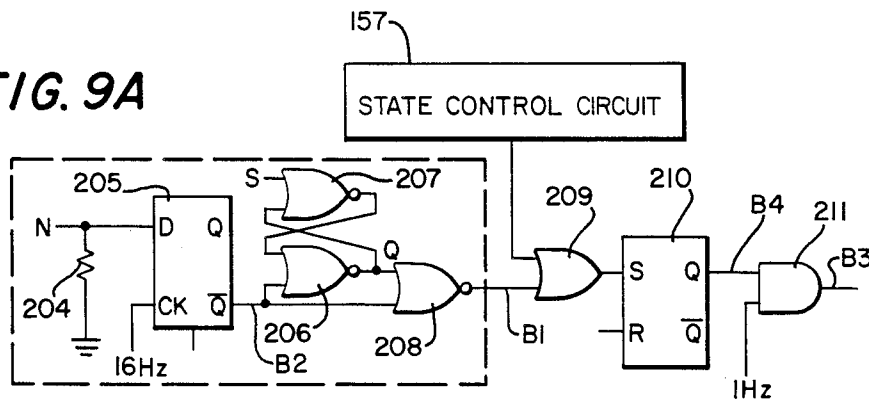 157
FIG. 9A
STATE CONTROL CIRCUIT
205
S
207
N
D
Q
204
CK
Q̅
16Hz
B2
206
Q
208
B1
209
210
S
Q
R
Q̅
B4
211
B3
1Hz